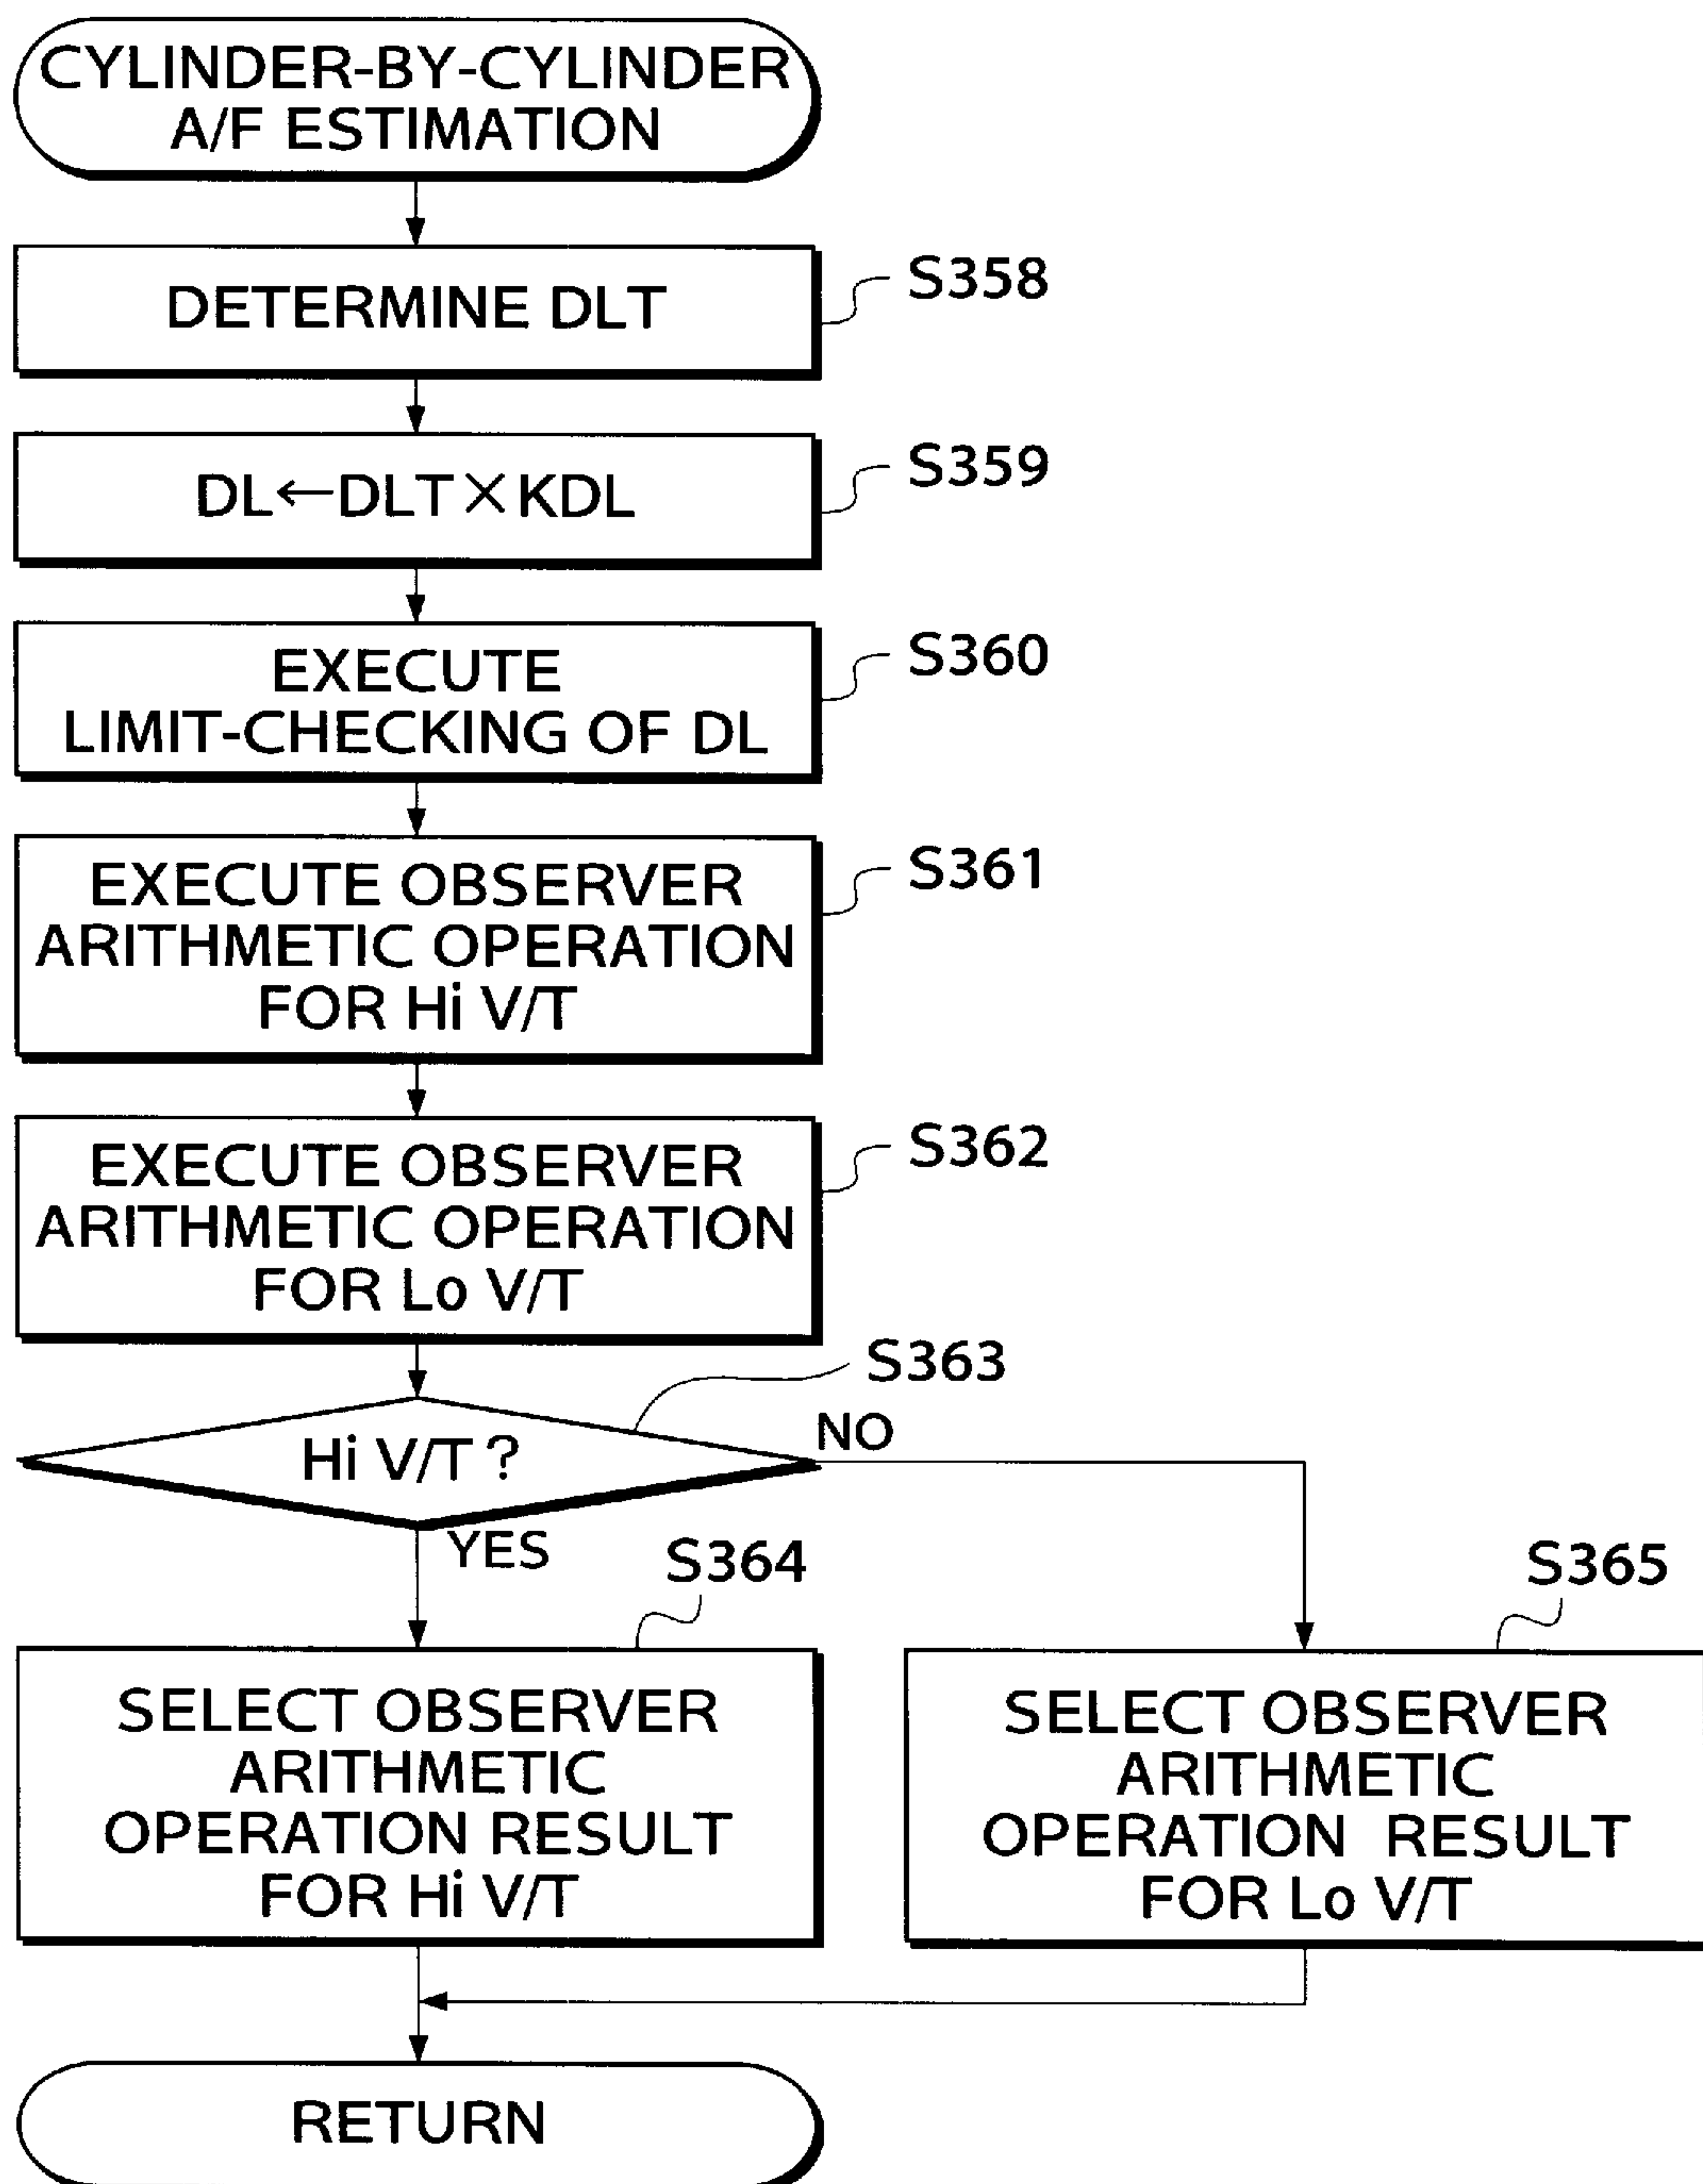 CYLINDER-BY-CYLINDER
A/F ESTIMATION
DETERMINE DLT
S358
DL←DLT×KDL
S359
EXECUTE
LIMIT-CHECKING OF DL
S360
EXECUTE OBSERVER
ARITHMETIC OPERATION
FOR Hi V/T
S361
EXECUTE OBSERVER
ARITHMETIC OPERATION
FOR Lo V/T
S362
S363
Hi V/T ?
NO
YES
S364
SELECT OBSERVER
ARITHMETIC
OPERATION RESULT
FOR Hi V/T
S365
SELECT OBSERVER
ARITHMETIC
OPERATION RESULT
FOR Lo V/T
RETURN